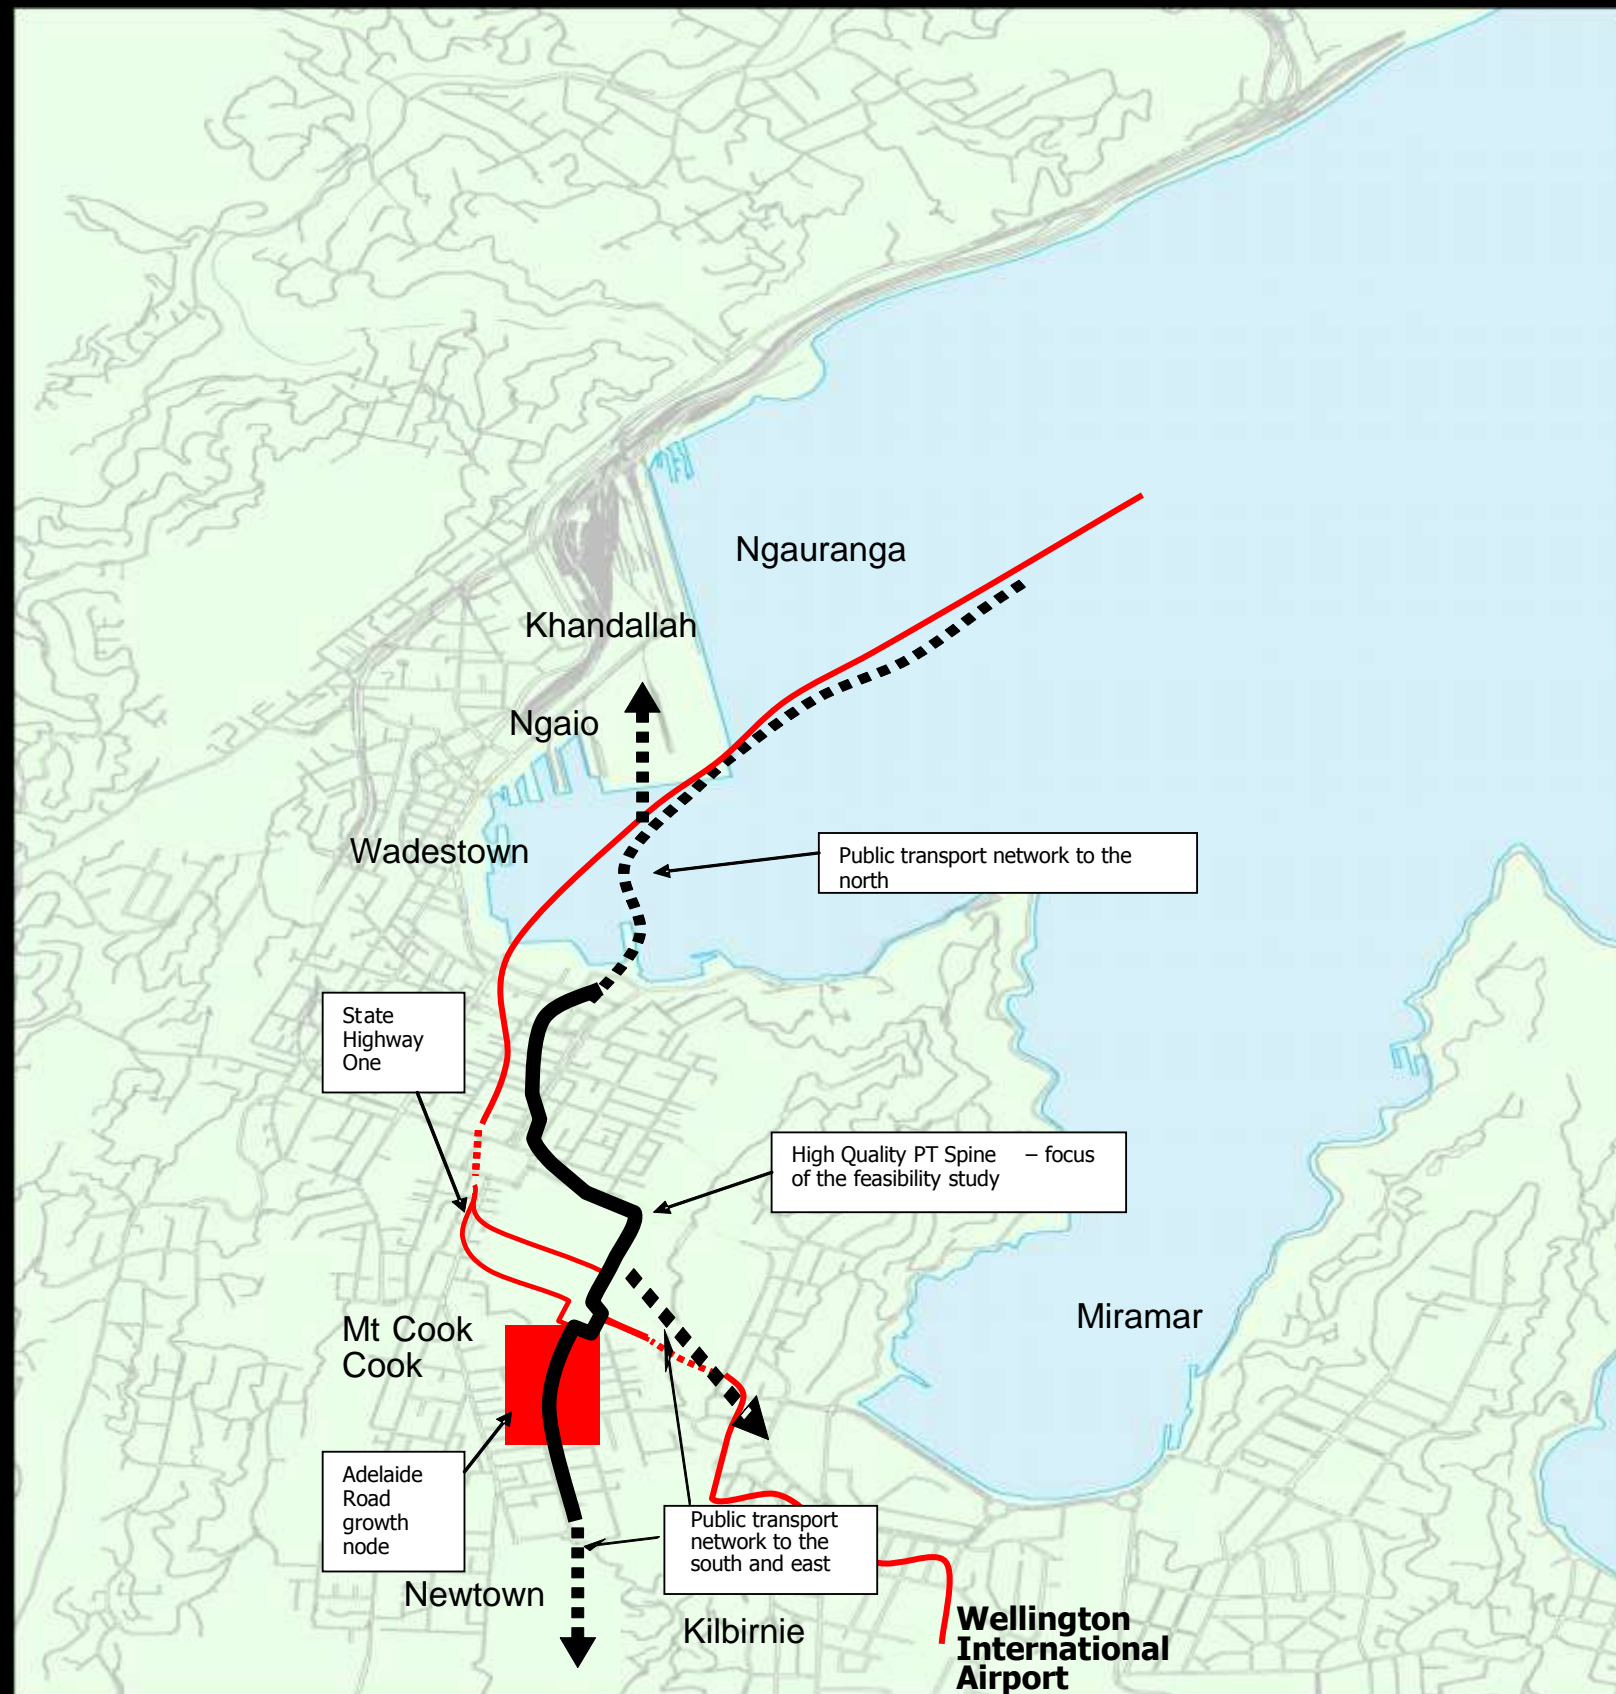 Ngauranga
Khandallah
Ngaio
Wadestown
Public transport network to the
north
State
Highway
One
High Quality PT Spine – focus
of the feasibility study
Miramar
Mt Cook
Cook
Adelaide
Road
growth
node
Public transport
network to the
south and east
Newtown
Kilbirnie
Wellington
International
Airport